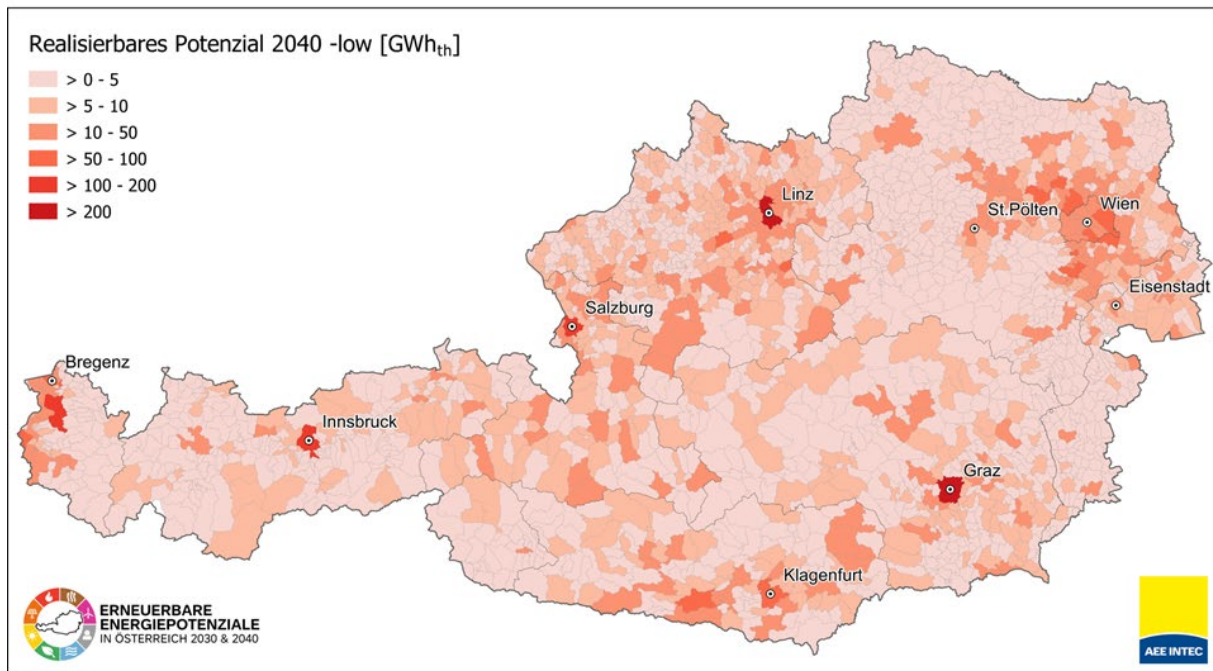 Realisierbares Potenzial 2040 -low [GWhth]
> 0 - 5
> 5 - 10
> 10 - 50
> 50 - 100
> 100 - 200
> 200
Linz
St.Pölten
Wien
Eisenstadt
Salzburg
Bregenz
Innsbruck
Graz
Klagenfurt
ERNEUERBARE
ENERGIEPOTENZIALE
IN ÖSTERREICH 2030 & 2040
AEE INTEC